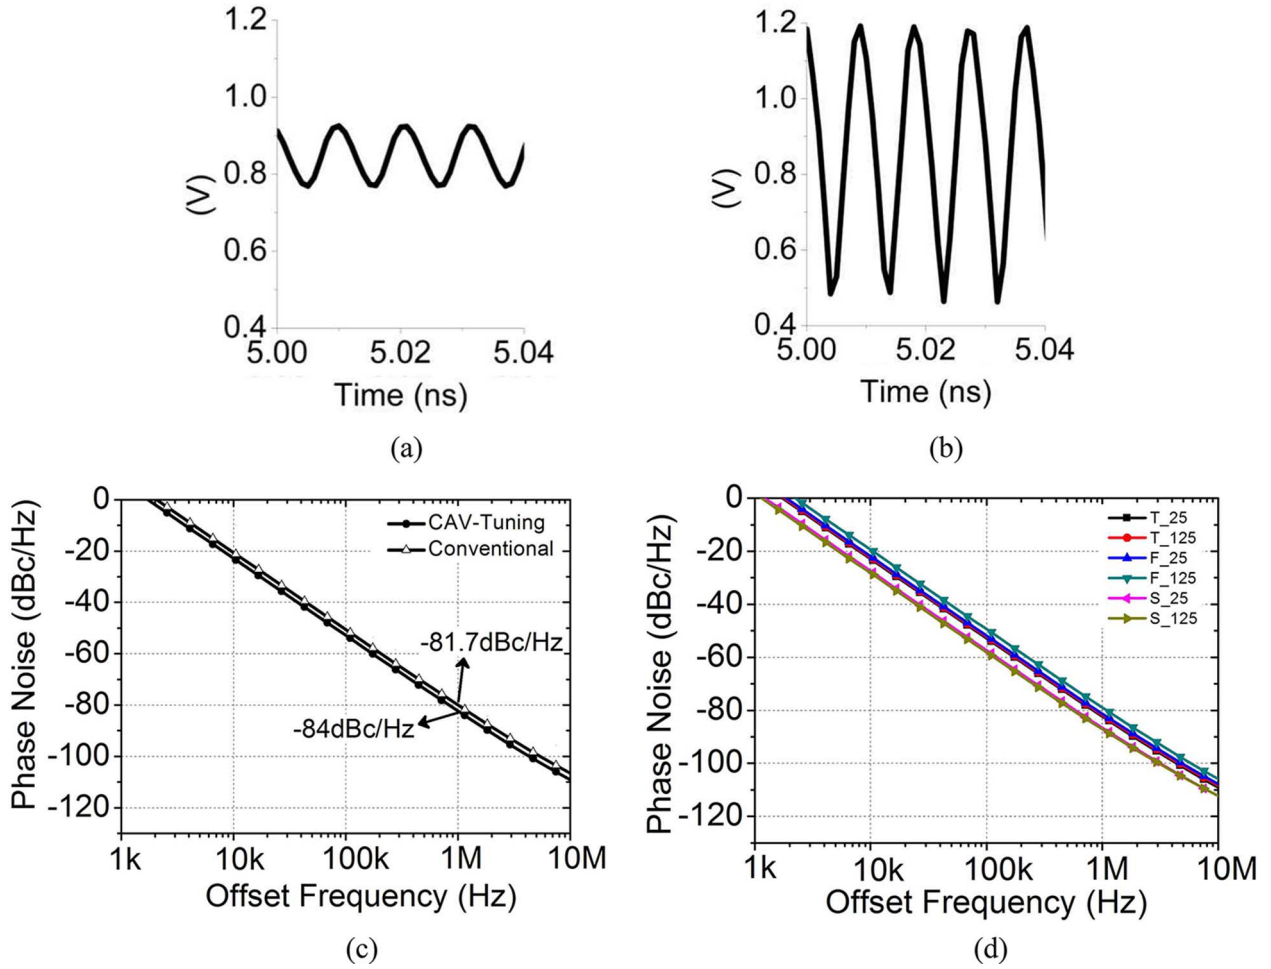 1.2
1.0
0.8
0.6
0.4
(V)
5.00 5.02 5.04
Time (ns)
(a)
1.2
1.0
0.8
0.6
0.4
(V)
5.00 5.02 5.04
Time (ns)
(b)
0
-20
-40
-60
-80
-100
-120
Phase Noise (dBc/Hz)
CAV-Tuning
Conventional
-81.7dBc/Hz
-84dBc/Hz
1k 10k 100k 1M 10M
Offset Frequency (Hz)
(c)
0
-20
-40
-60
-80
-100
-120
Phase Noise (dBc/Hz)
T_25
T_125
F_25
F_125
S_25
S_125
1k 10k 100k 1M 10M
Offset Frequency (Hz)
(d)